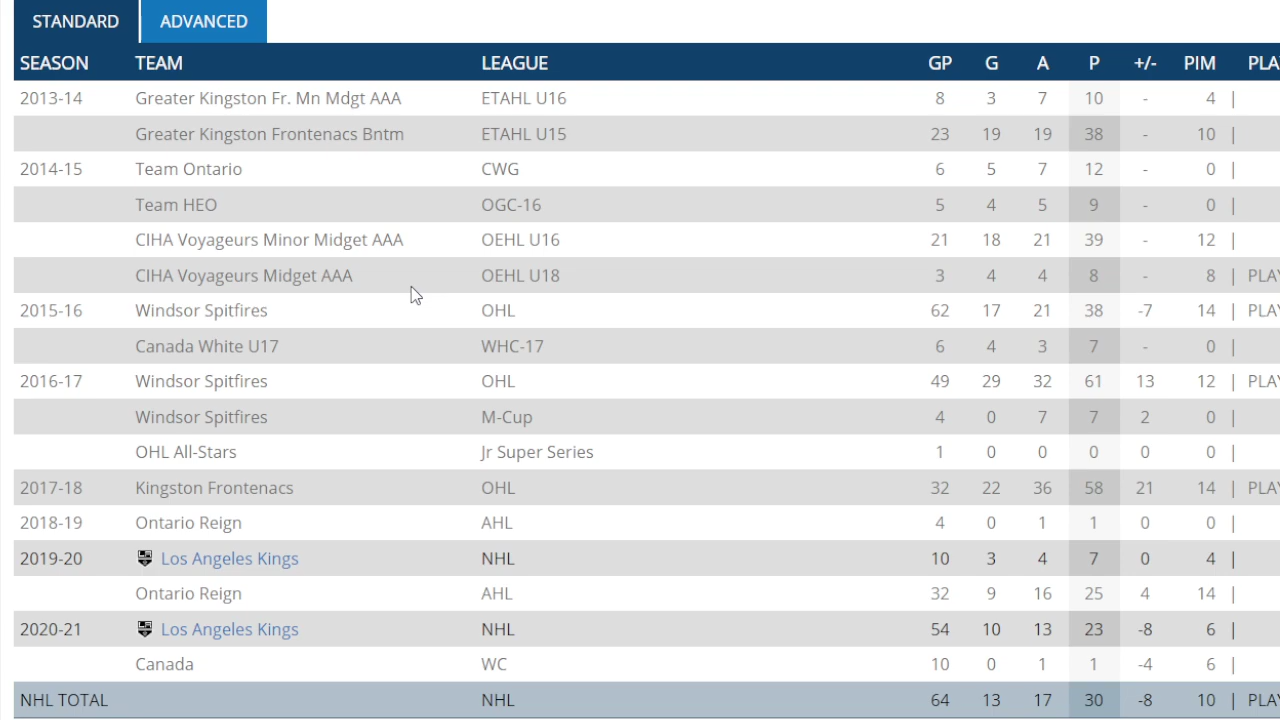 STANDARD ADVANCED
SEASON TEAM LEAGUE GP G A P +/- PIM PLA
2013-14 Greater Kingston Fr. Mn Mdgt AAA ETAHL U16 8 3 7 10 - 4 |
Greater Kingston Frontenacs Bntm ETAHL U15 23 19 19 38 - 10 |
2014-15 Team Ontario CWG 6 5 7 12 - 0 |
Team HEO OGC-16 5 4 5 9 - 0 |
CIHA Voyageurs Minor Midget AAA OEHL U16 21 18 21 39 - 12 |
CIHA Voyageurs Midget AAA OEHL U18 3 4 4 8 - 8 | PLAY
2015-16 Windsor Spitfires OHL 62 17 21 38 -7 14 | PLAY
Canada White U17 WHC-17 6 4 3 7 - 0 |
2016-17 Windsor Spitfires OHL 49 29 32 61 13 12 | PLAY
Windsor Spitfires M-Cup 4 0 7 7 2 0 |
OHL All-Stars Jr Super Series 1 0 0 0 0 0 |
2017-18 Kingston Frontenacs OHL 32 22 36 58 21 14 | PLAY
2018-19 Ontario Reign AHL 4 0 1 1 0 0 |
2019-20 Los Angeles Kings NHL 10 3 4 7 0 4 |
Ontario Reign AHL 32 9 16 25 4 14 |
2020-21 Los Angeles Kings NHL 54 10 13 23 -8 6 |
Canada WC 10 0 1 1 -4 6 |
NHL TOTAL NHL 64 13 17 30 -8 10 | PLAY